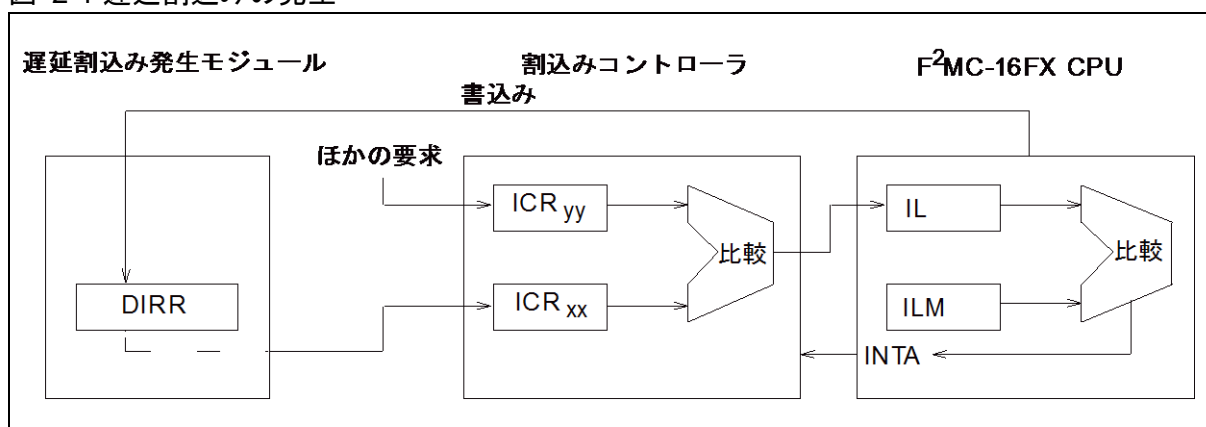 図 2-1 遅延割込みの発生
遅延割込み発生モジュール
割込みコントローラ
F²MC-16FX CPU
書込み
ほかの要求
ICR yy
比較
IL
比較
DIRR
ICR xx
ILM
INTA